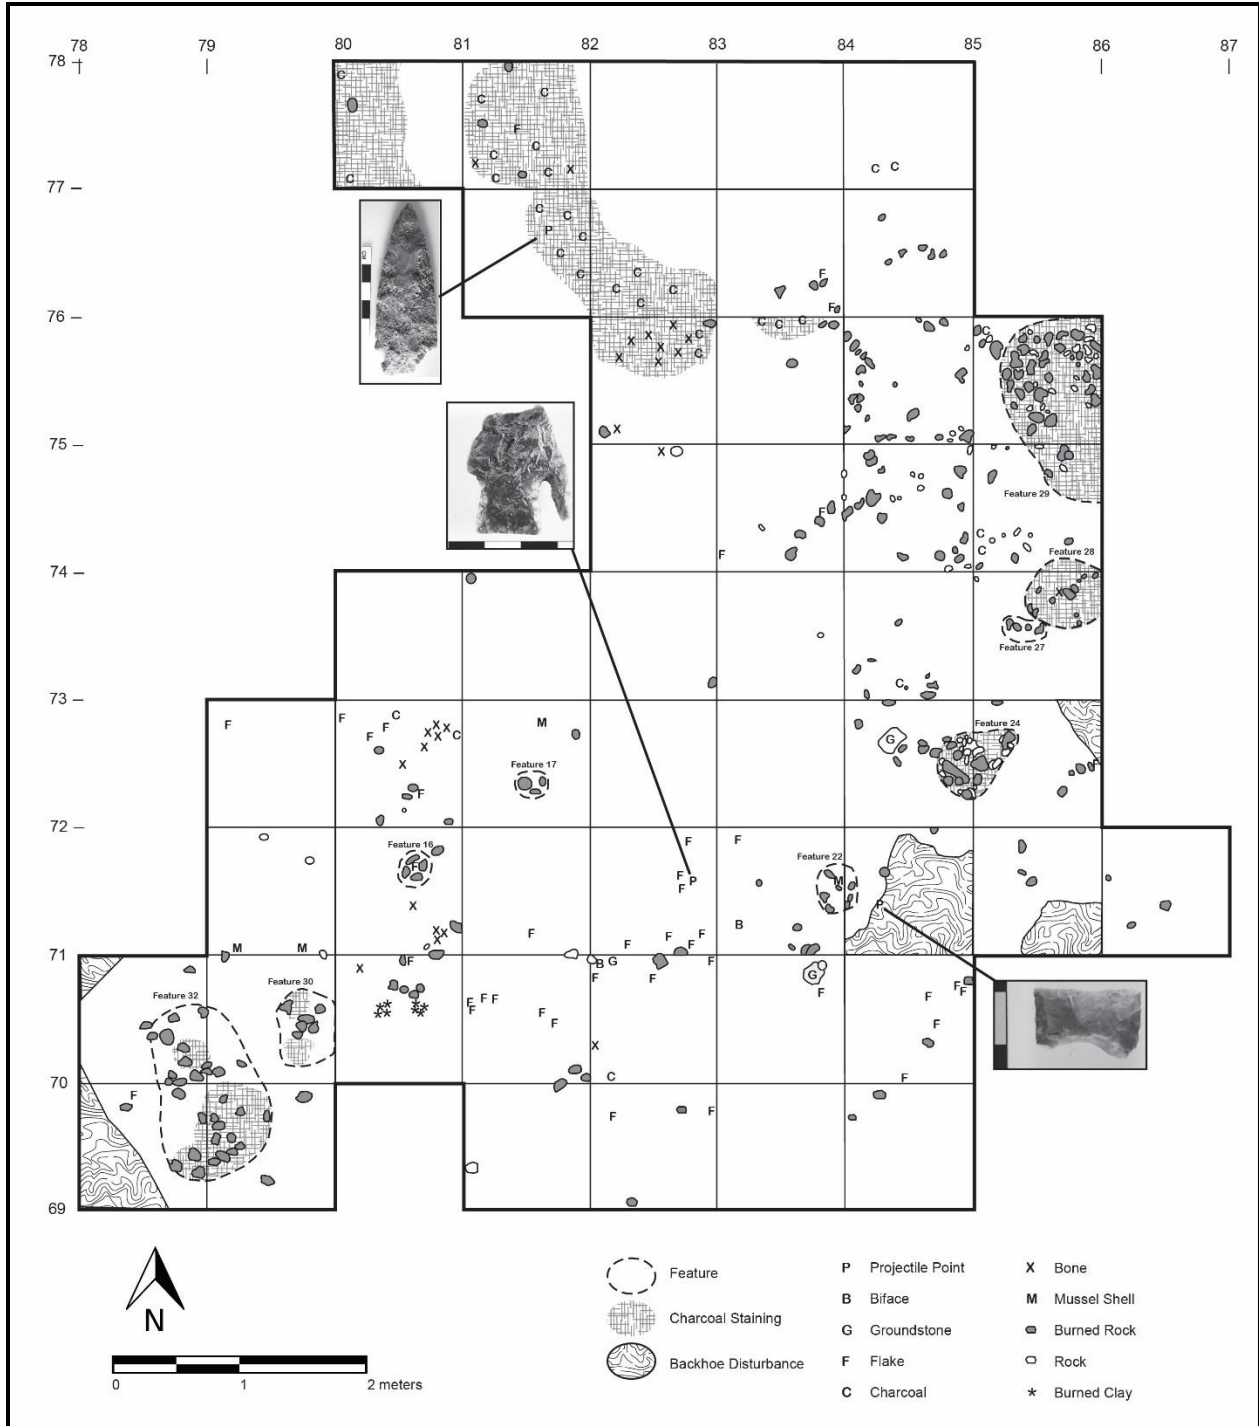 78 79 80 81 82 83 84 85 86 87
78
C C C
C F
C C
X C X
C C C C
77
C C
P C
C C C
C C
C C F
C F
76
C C C C
X X X C
X X X C
X X
X
75
X
Feature 29
F
F C
C
Feature 28
74
X
Feature 27
C
73
F F C F M
F X X C
X X
X
F
Feature 17
G
Feature 24
72
Feature 16
F
F F
F P
F
Feature 22
M
P
X
X X
X
B
71
M M F F F F F
F B G F
X F F
G
F
Feature 32
Feature 30
F F F
F F F
F F F
F
X
70
F C F
F F
69
CM
N
0 1 2 meters
Feature
Charcoal Staining
Backhoe Disturbance
P Projectile Point
B Biface
G Groundstone
F Flake
C Charcoal
X Bone
M Mussel Shell
Burned Rock
Rock
* Burned Clay